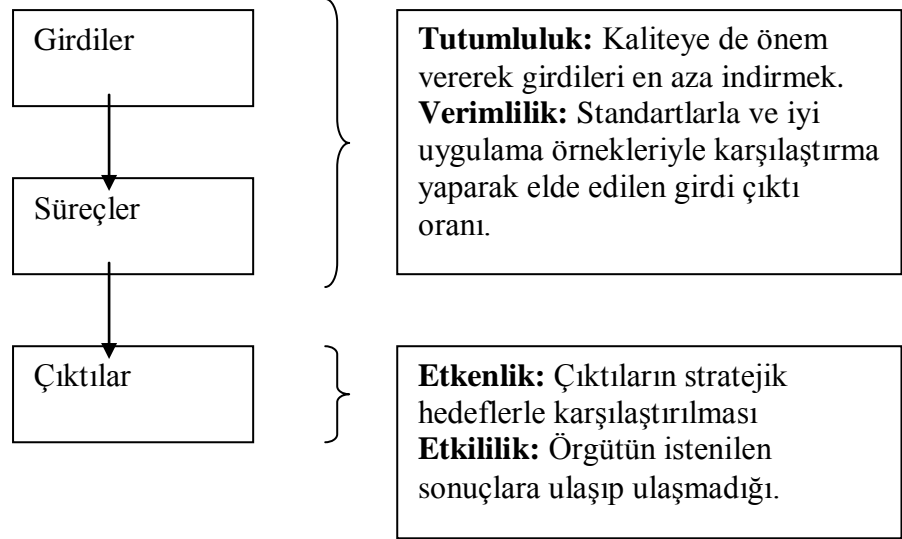 Girdiler
Tutumluluk: Kaliteye de önem
vererek girdileri en aza indirmek.
Verimlilik: Standartlarla ve iyi
uygulama örnekleriyle karşılaştırma
yaparak elde edilen girdi çıktı
oranı.
Süreçler
Çıktılar
Etkenlik: Çıktıların stratejik
hedeflerle karşılaştırılması
Etkililik: Örgütün istenilen
sonuçlara ulaşıp ulaşmadığı.